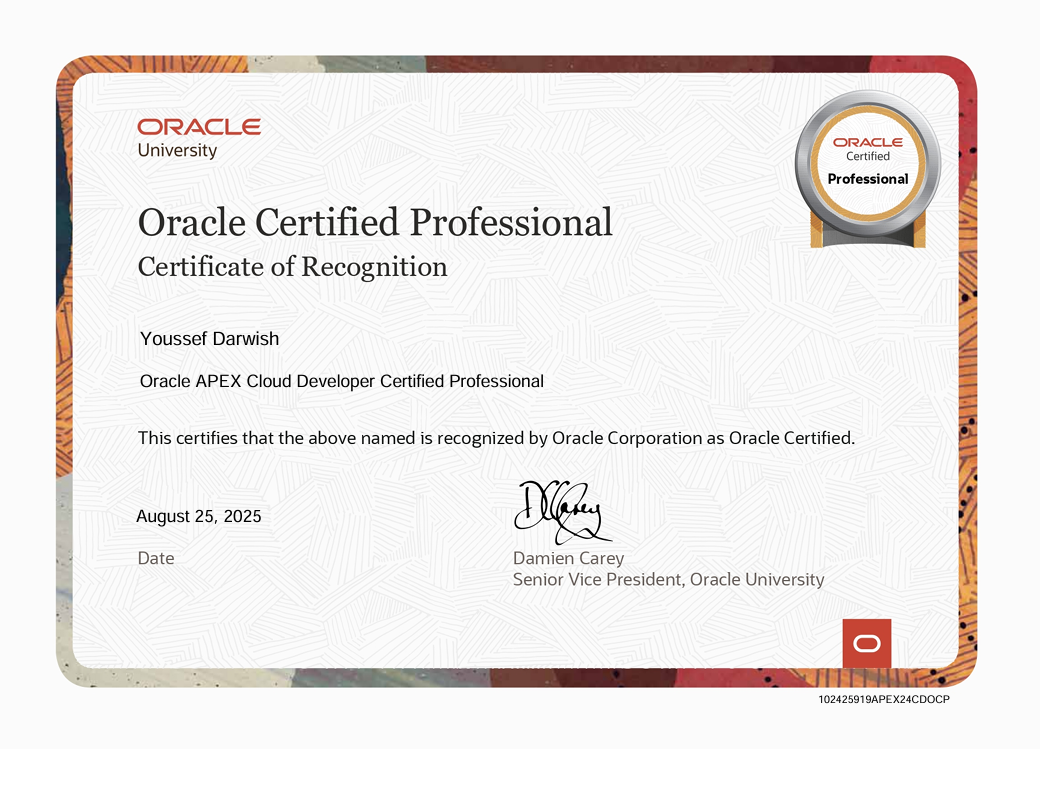 ORACLE
University
ORACLE
Certified
Professional
Oracle Certified Professional
Certificate of Recognition
Youssef Darwish
Oracle APEX Cloud Developer Certified Professional
This certifies that the above named is recognized by Oracle Corporation as Oracle Certified.
August 25, 2025
Date
DCarey
Damien Carey
Senior Vice President, Oracle University
102425919APEX24CDOCP